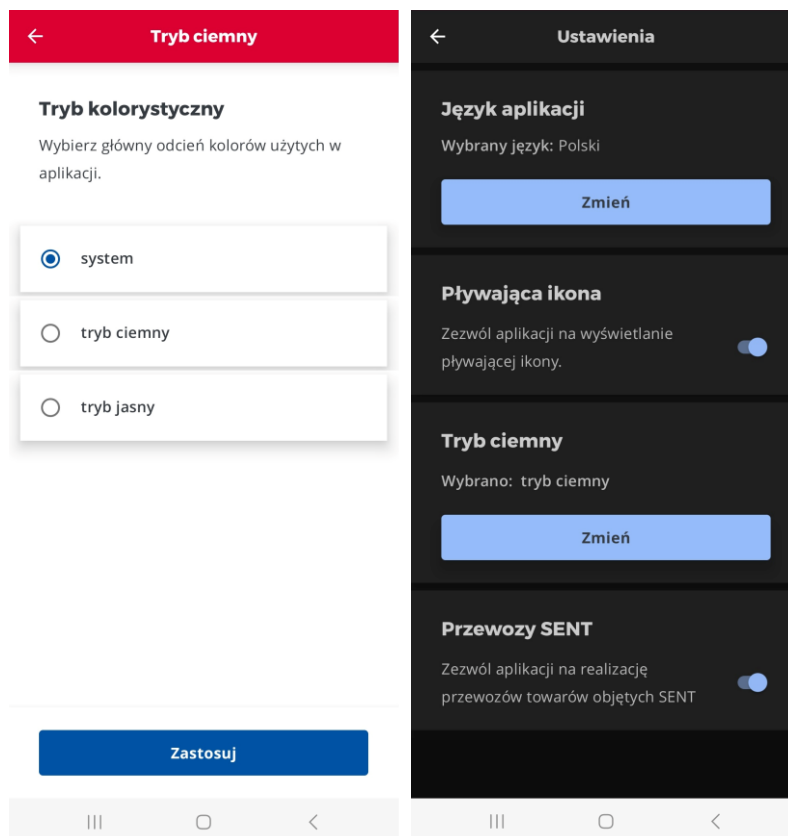 Tryb ciemny
Tryb kolorystyczny
Wybierz główny odcień kolorów użytych w
aplikacji.
system
tryb ciemny
tryb jasny
Zastosuj
Ustawienia
Język aplikacji
Wybrany język: Polski
Zmień
Pływająca ikona
Zezwól aplikacji na wyświetlanie
pływającej ikony.
Tryb ciemny
Wybrano: tryb ciemny
Zmień
Przewozy SENT
Zezwól aplikacji na realizację
przewozów towarów objętych SENT